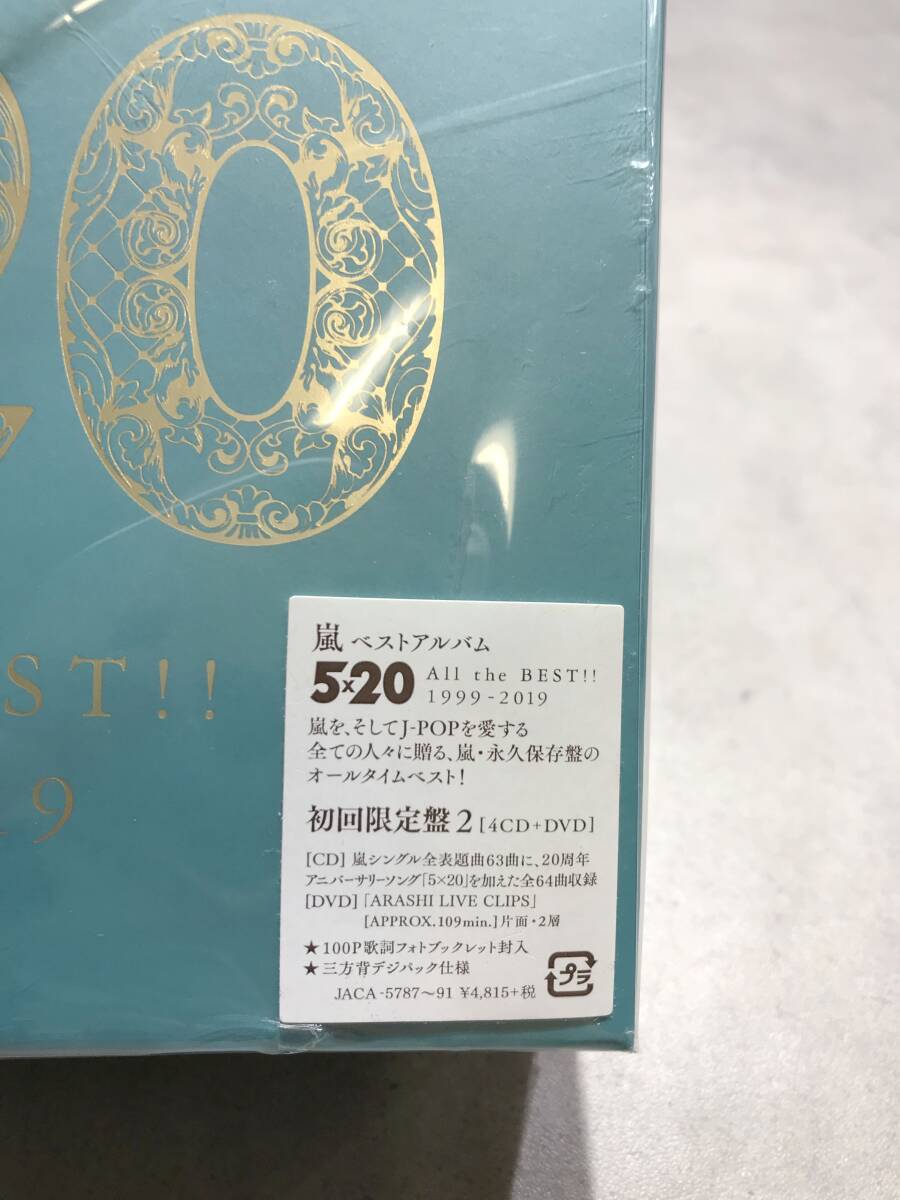 20
ST!!
19
嵐 ベストアルバム
5×20 All the BEST!!
1999-2019
嵐を、そしてJ-POPを愛する
全ての人々に贈る、嵐・永久保存盤の
オールタイムベスト!
初回限定盤2 [4CD+DVD]
[CD] 嵐シングル全表題曲63曲に、20周年
アニバーサリーソング「5×20」を加えた全64曲収録
[DVD]「ARASHI LIVE CLIPS」
[APPROX.109min.]片面・2層
★100P歌詞フォトブックレット封入
★三方背デジパック仕様
JACA-5787~91 ¥4,815+税
プラ